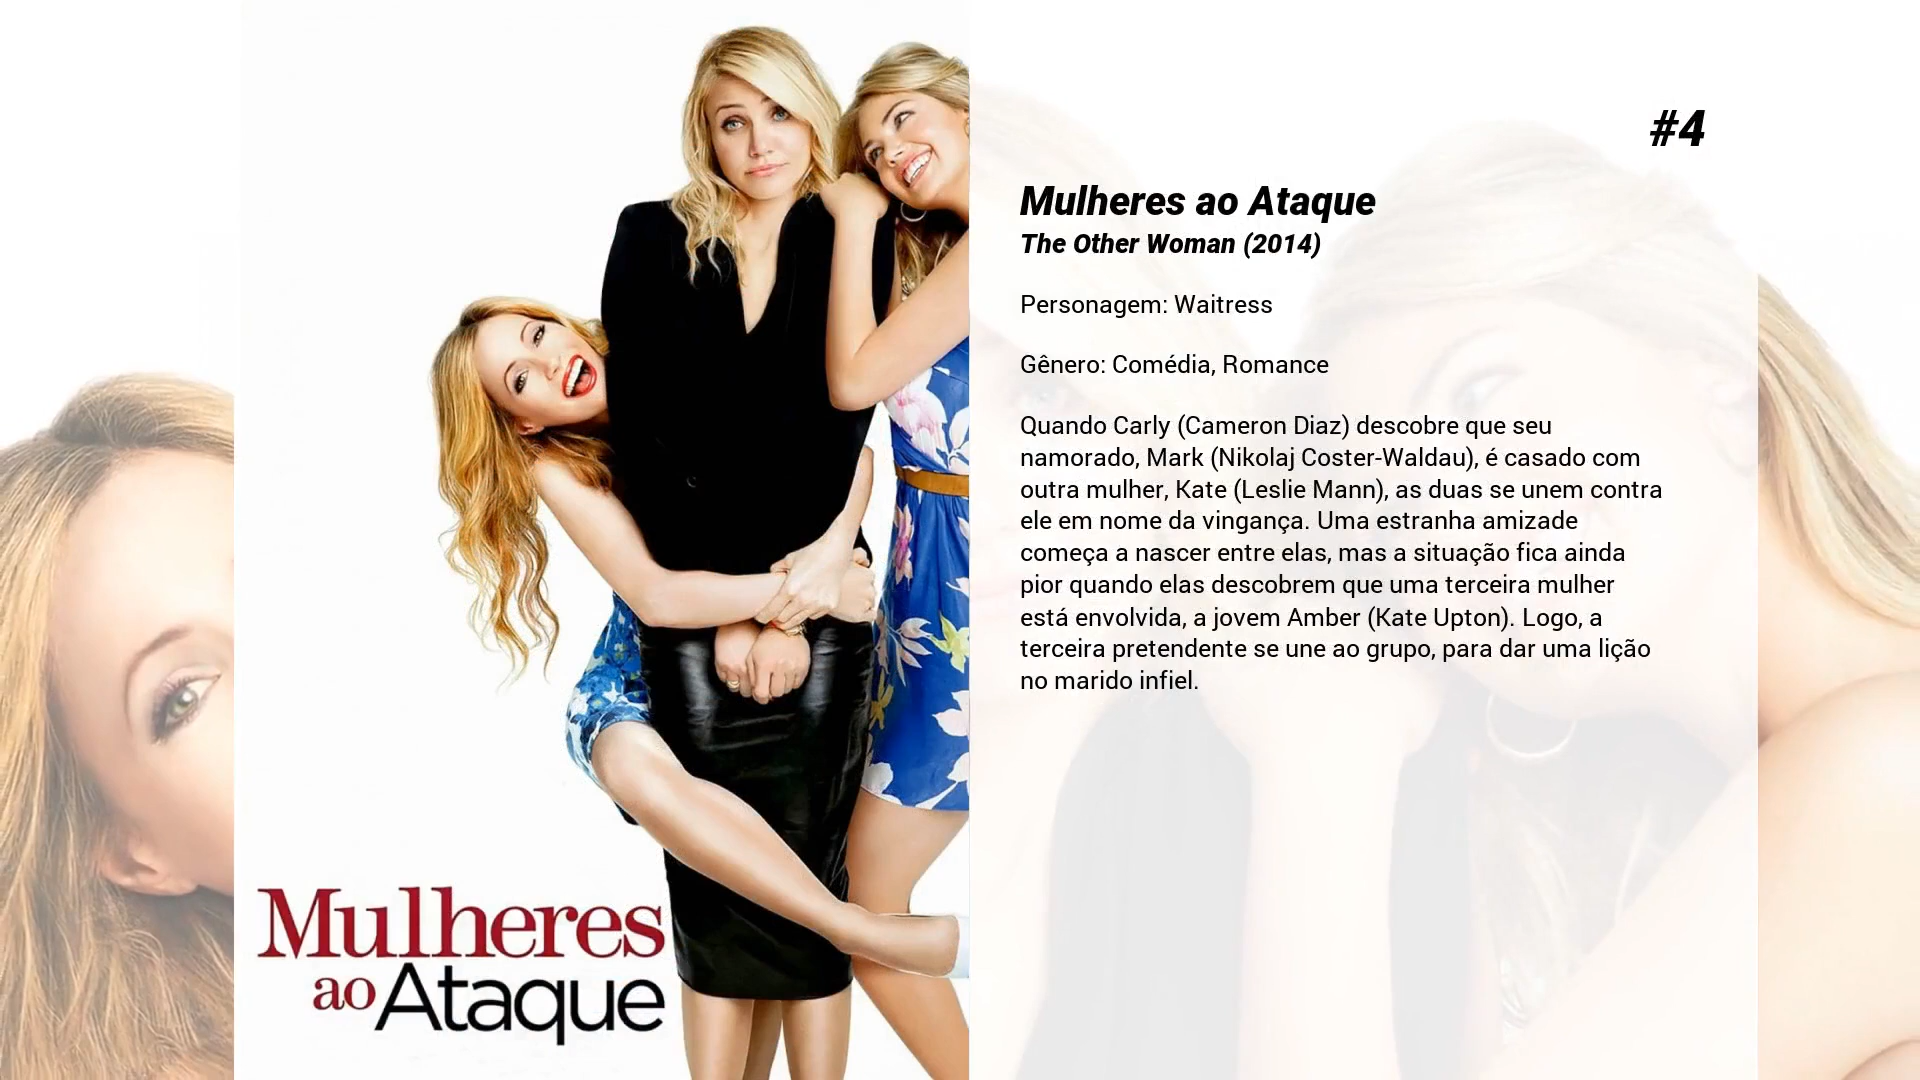 #4
Mulheres ao Ataque
The Other Woman (2014)
Personagem: Waitress
Gênero: Comédia, Romance
Quando Carly (Cameron Diaz) descobre que seu
namorado, Mark (Nikolaj Coster-Waldau), é casado com
outra mulher, Kate (Leslie Mann), as duas se unem contra
ele em nome da vingança. Uma estranha amizade
começa a nascer entre elas, mas a situação fica ainda
pior quando elas descobrem que uma terceira mulher
está envolvida, a jovem Amber (Kate Upton). Logo, a
terceira pretendente se une ao grupo, para dar uma lição
no marido infiel.
Mulheres
ao Ataque